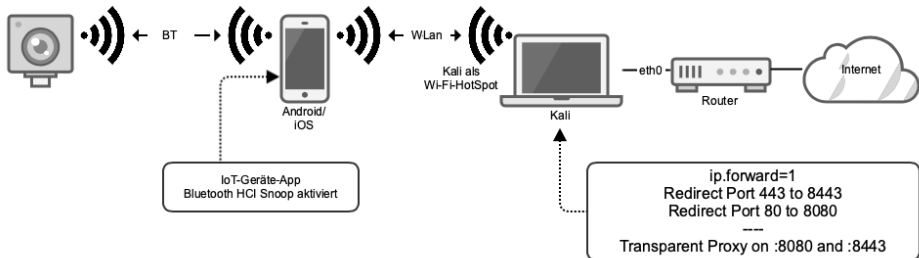 BT
WLan
Kali als
Wi-Fi-HotSpot
eth0
Internet
Router
Kali
Android/
iOS
IoT-Geräte-App
Bluetooth HCI Snoop aktiviert
ip.forward=1
Redirect Port 443 to 8443
Redirect Port 80 to 8080
----
Transparent Proxy on :8080 and :8443